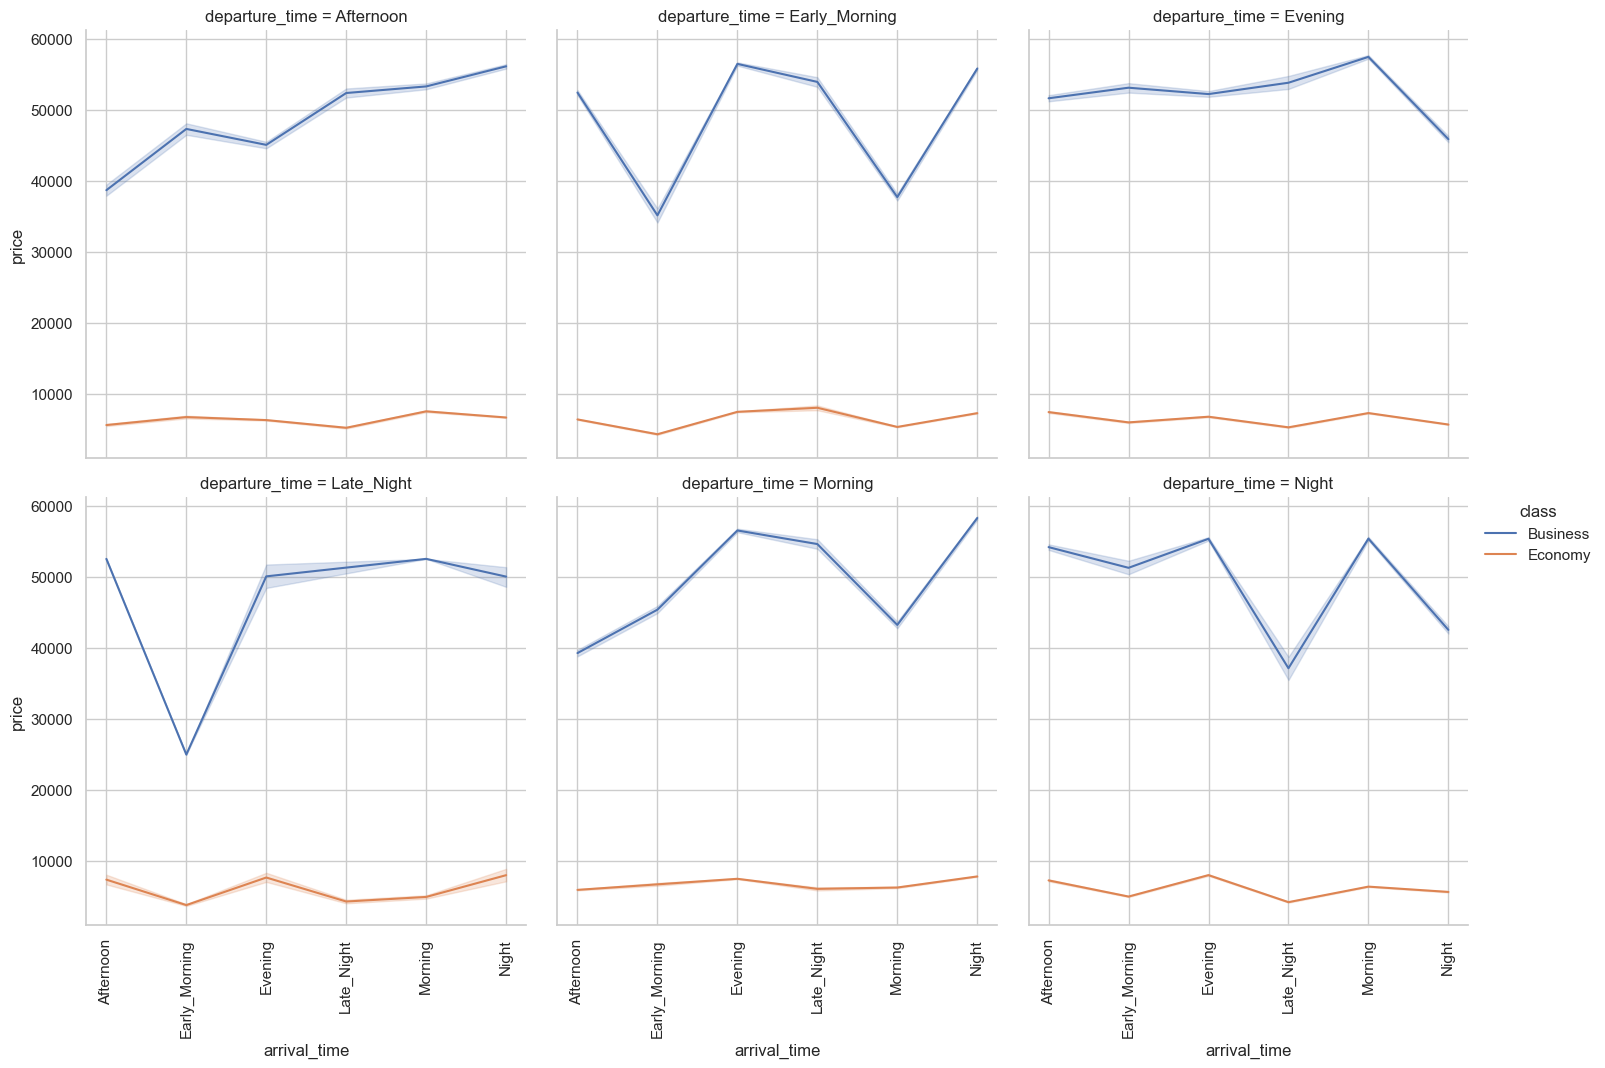 departure_time = Afternoon
departure_time = Early_Morning
departure_time = Evening
60000
50000
40000
30000
20000
10000
price
departure_time = Late_Night
departure_time = Morning
departure_time = Night
60000
50000
40000
30000
20000
10000
price
class
Business
Economy
Afternoon
Early_Morning
Evening
Late_Night
Morning
Night
Afternoon
Early_Morning
Evening
Late_Night
Morning
Night
Afternoon
Early_Morning
Evening
Late_Night
Morning
Night
arrival_time
arrival_time
arrival_time